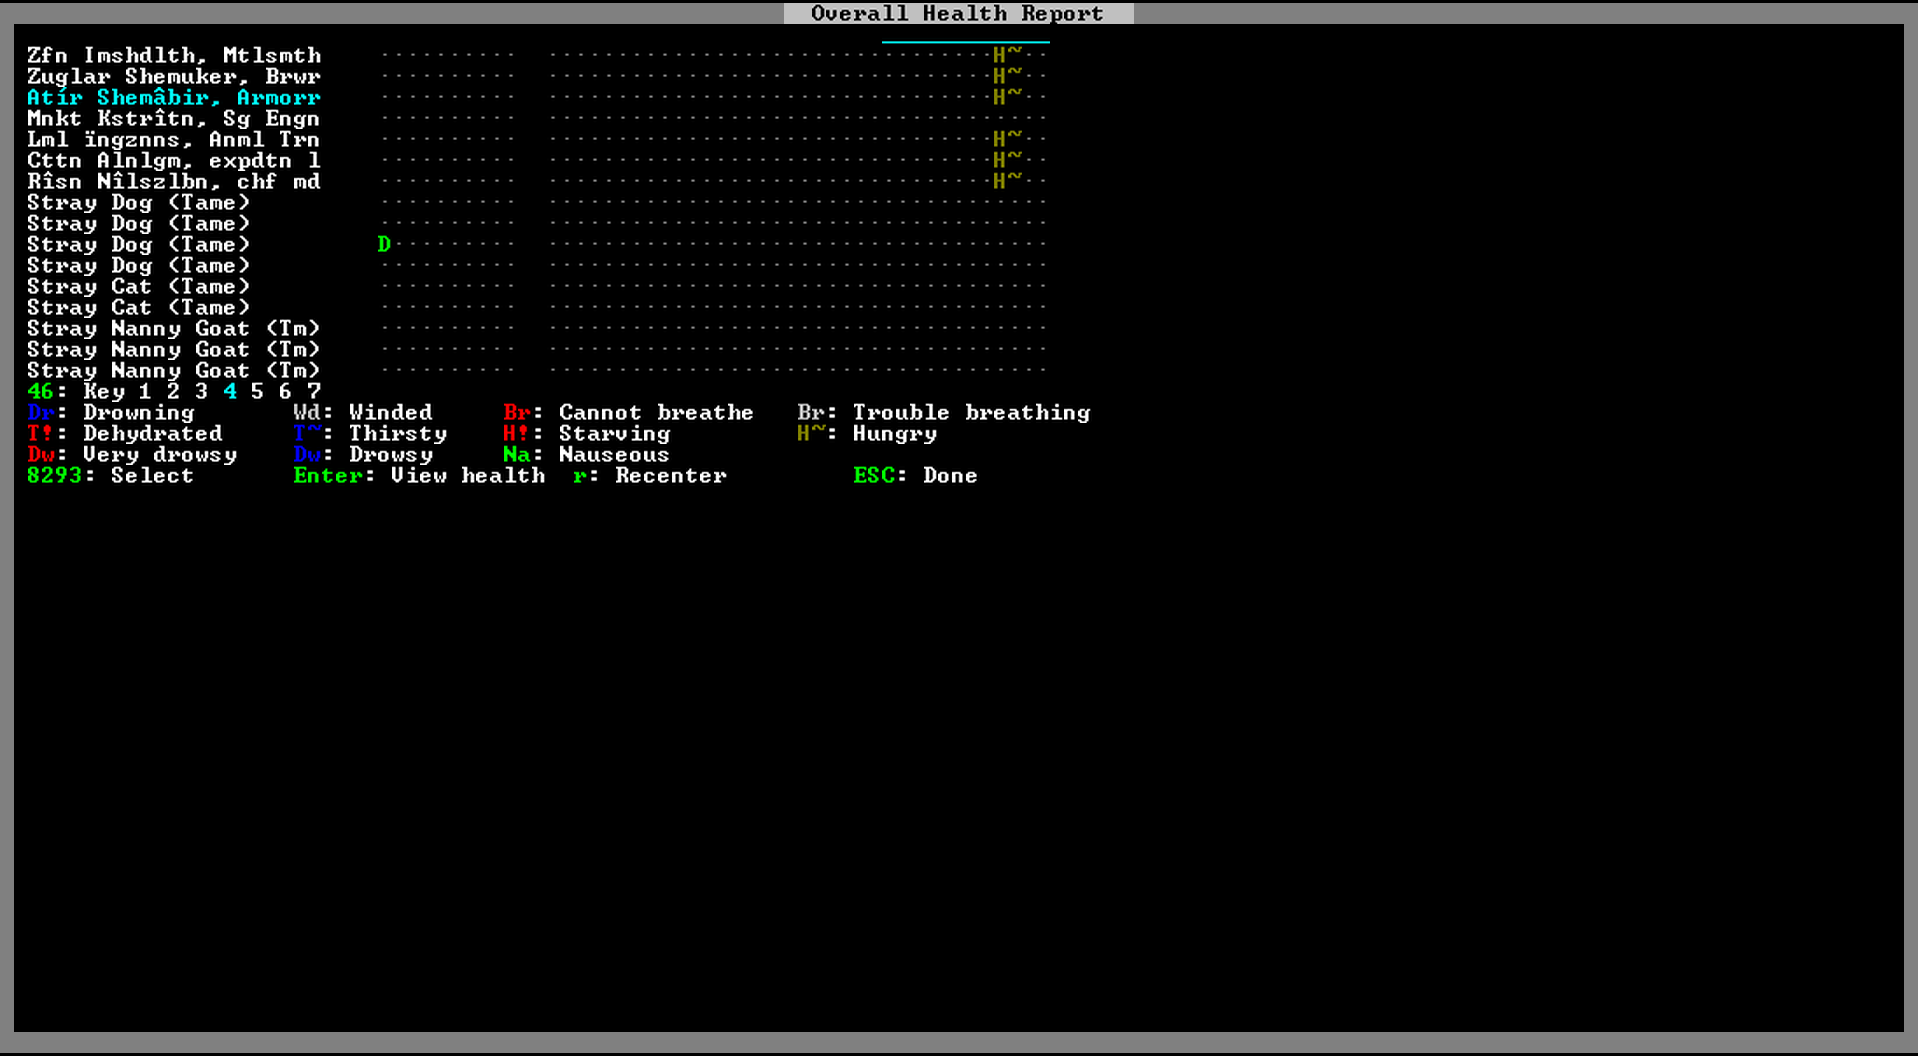 Overall Health Report
Zfn Imshdlth, Mtlsmth ·········· ································H~··
Zuglar Shemuker, Brwr ·········· ································H~··
Atír Shemâbir, Armorr ·········· ································H~··
Mnkt Kstrîtn, Sg Engn ·········· ····································
Lml ïngznns, Anml Trn ·········· ································H~··
Cttn Alnlgm, expdtn l ·········· ································H~··
Rîsn Nîlszlbn, chf md ·········· ································H~··
Stray Dog (Tame) ·········· ····································
Stray Dog (Tame) ·········· ····································
Stray Dog (Tame) D········· ····································
Stray Dog (Tame) ·········· ····································
Stray Cat (Tame) ·········· ····································
Stray Cat (Tame) ·········· ····································
Stray Nanny Goat (Tm) ·········· ····································
Stray Nanny Goat (Tm) ·········· ····································
Stray Nanny Goat (Tm) ·········· ····································
46: Key 1 2 3 4 5 6 7
Dr: Drowning Wd: Winded Br: Cannot breathe Br: Trouble breathing
T!: Dehydrated T~: Thirsty H!: Starving H~: Hungry
Dw: Very drowsy Dw: Drowsy Na: Nauseous
8293: Select Enter: View health r: Recenter ESC: Done